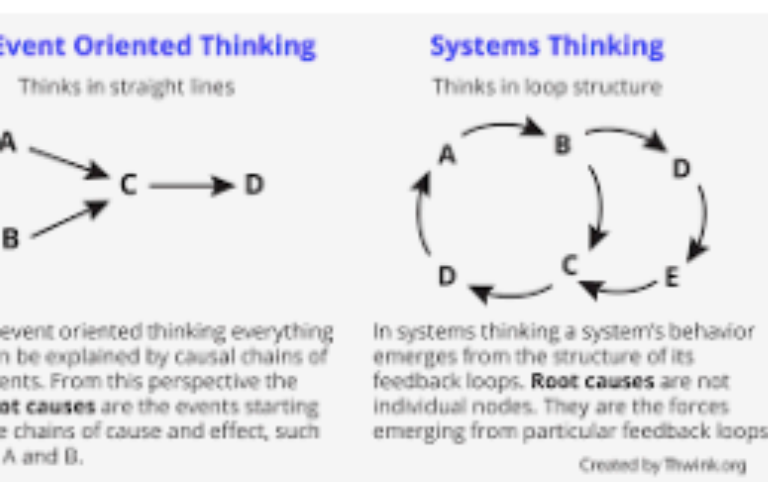 Event Oriented Thinking
Thinks in straight lines
A
C
D
B
event oriented thinking everything
n be explained by causal chains of
ents. From this perspective the
ot causes are the events starting
e chains of cause and effect, such
A and B.
Systems Thinking
Thinks in loop structure
A
B
D
D
C
E
In systems thinking a system's behavior
emerges from the structure of its
feedback loops. Root causes are not
individual nodes. They are the forces
emerging from particular feedback loops
Created by Thwink.org